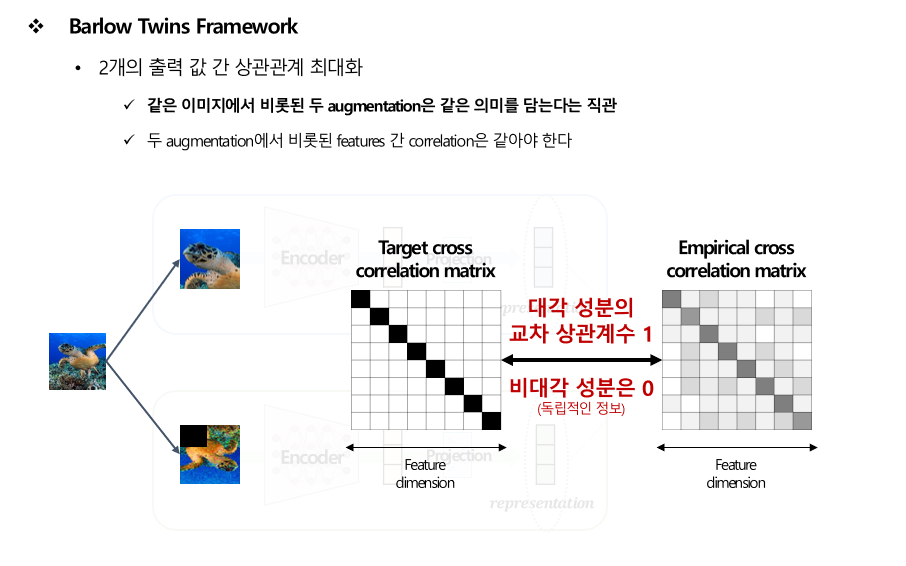 ❖ Barlow Twins Framework
• 2개의 출력 값 간 상관관계 최대화
✓ 같은 이미지에서 비롯된 두 augmentation은 같은 의미를 담는다는 직관
✓ 두 augmentation에서 비롯된 features 간 correlation은 같아야 한다
Encoder
Projection
representation
Target cross
correlation matrix
Empirical cross
correlation matrix
대각 성분의
교차 상관계수 1
비대각 성분은 0
(독립적인 정보)
Encoder
Projection
representation
Feature
dimension
Feature
dimension